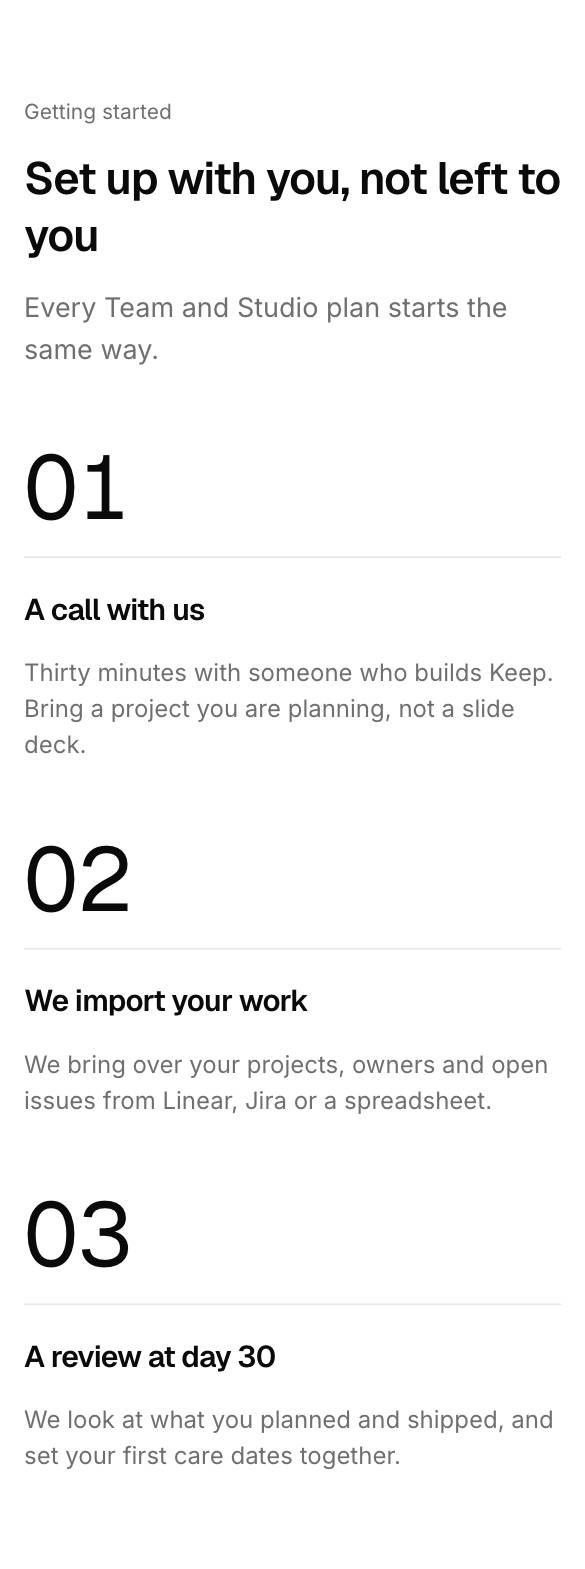 Getting started
Set up with you, not left to
you
Every Team and Studio plan starts the
same way.
01
A call with us
Thirty minutes with someone who builds Keep.
Bring a project you are planning, not a slide
deck.
02
We import your work
We bring over your projects, owners and open
issues from Linear, Jira or a spreadsheet.
03
A review at day 30
We look at what you planned and shipped, and
set your first care dates together.